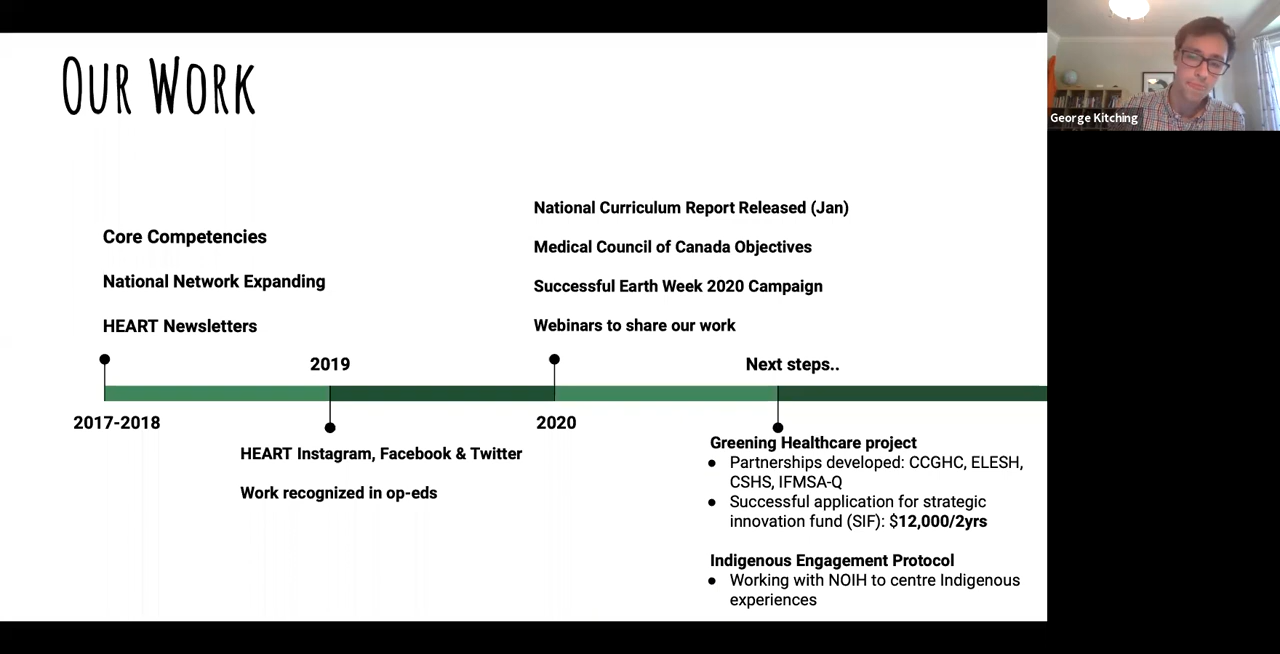 OUR WORK
George Kitching
National Curriculum Report Released (Jan)
Core Competencies
Medical Council of Canada Objectives
National Network Expanding
Successful Earth Week 2020 Campaign
HEART Newsletters
Webinars to share our work
2019
Next steps..
2017-2018
2020
HEART Instagram, Facebook & Twitter
Work recognized in op-eds
Greening Healthcare project
● Partnerships developed: CCGHC, ELESH,
CSHS, IFMSA-Q
● Successful application for strategic
innovation fund (SIF): $12,000/2yrs
Indigenous Engagement Protocol
● Working with NOIH to centre Indigenous
experiences